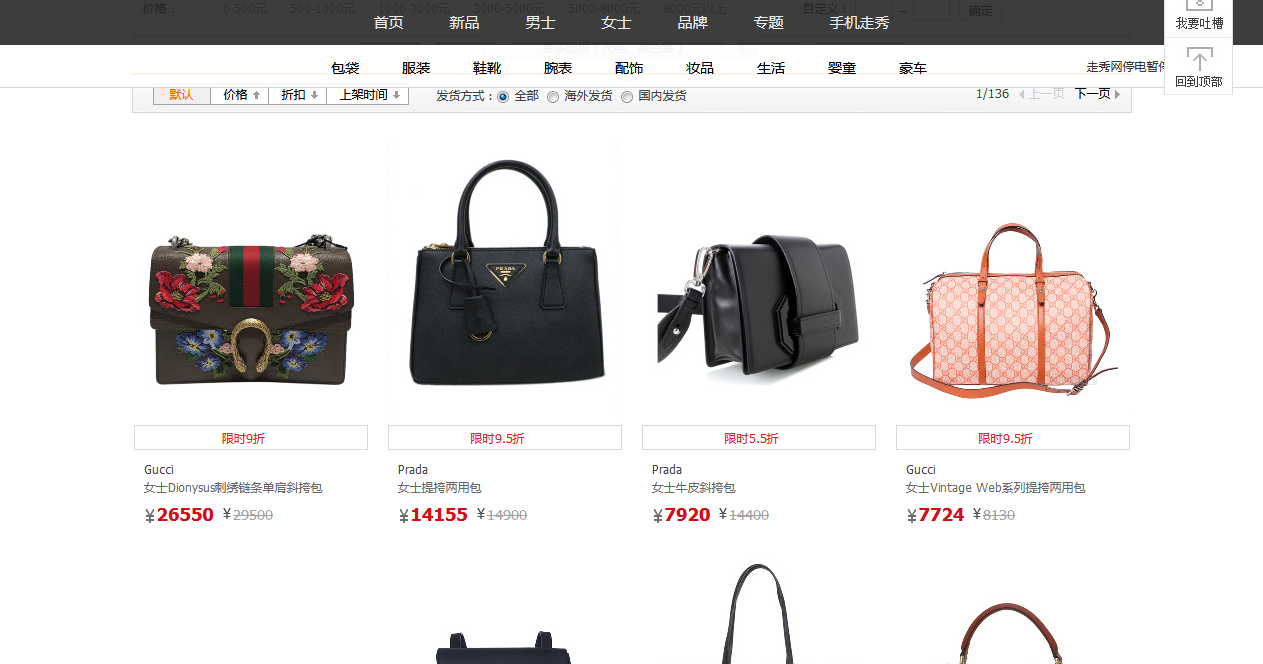 价格： 0-500元 500-1000元 1000-3000元 3000-5000元 5000-8000元 8000元以上 自定义： – 确定
首页 新品 男士 女士 品牌 专题 手机走秀
我要吐槽
包袋 服装 鞋靴 腕表 配饰 妆品 生活 婴童 豪车 走秀网停电暂停
回到顶部
默认 价格 折扣 上架时间 发货方式： 全部 海外发货 国内发货 1/136 上一页 下一页
PRADA
限时9折 限时9.5折 限时5.5折 限时9.5折
Gucci Prada Prada Gucci
女士Dionysus刺绣链条单肩斜挎包 女士提挎两用包 女士牛皮斜挎包 女士Vintage Web系列提挎两用包
¥26550 ¥29500 ¥14155 ¥14900 ¥7920 ¥14400 ¥7724 ¥8130